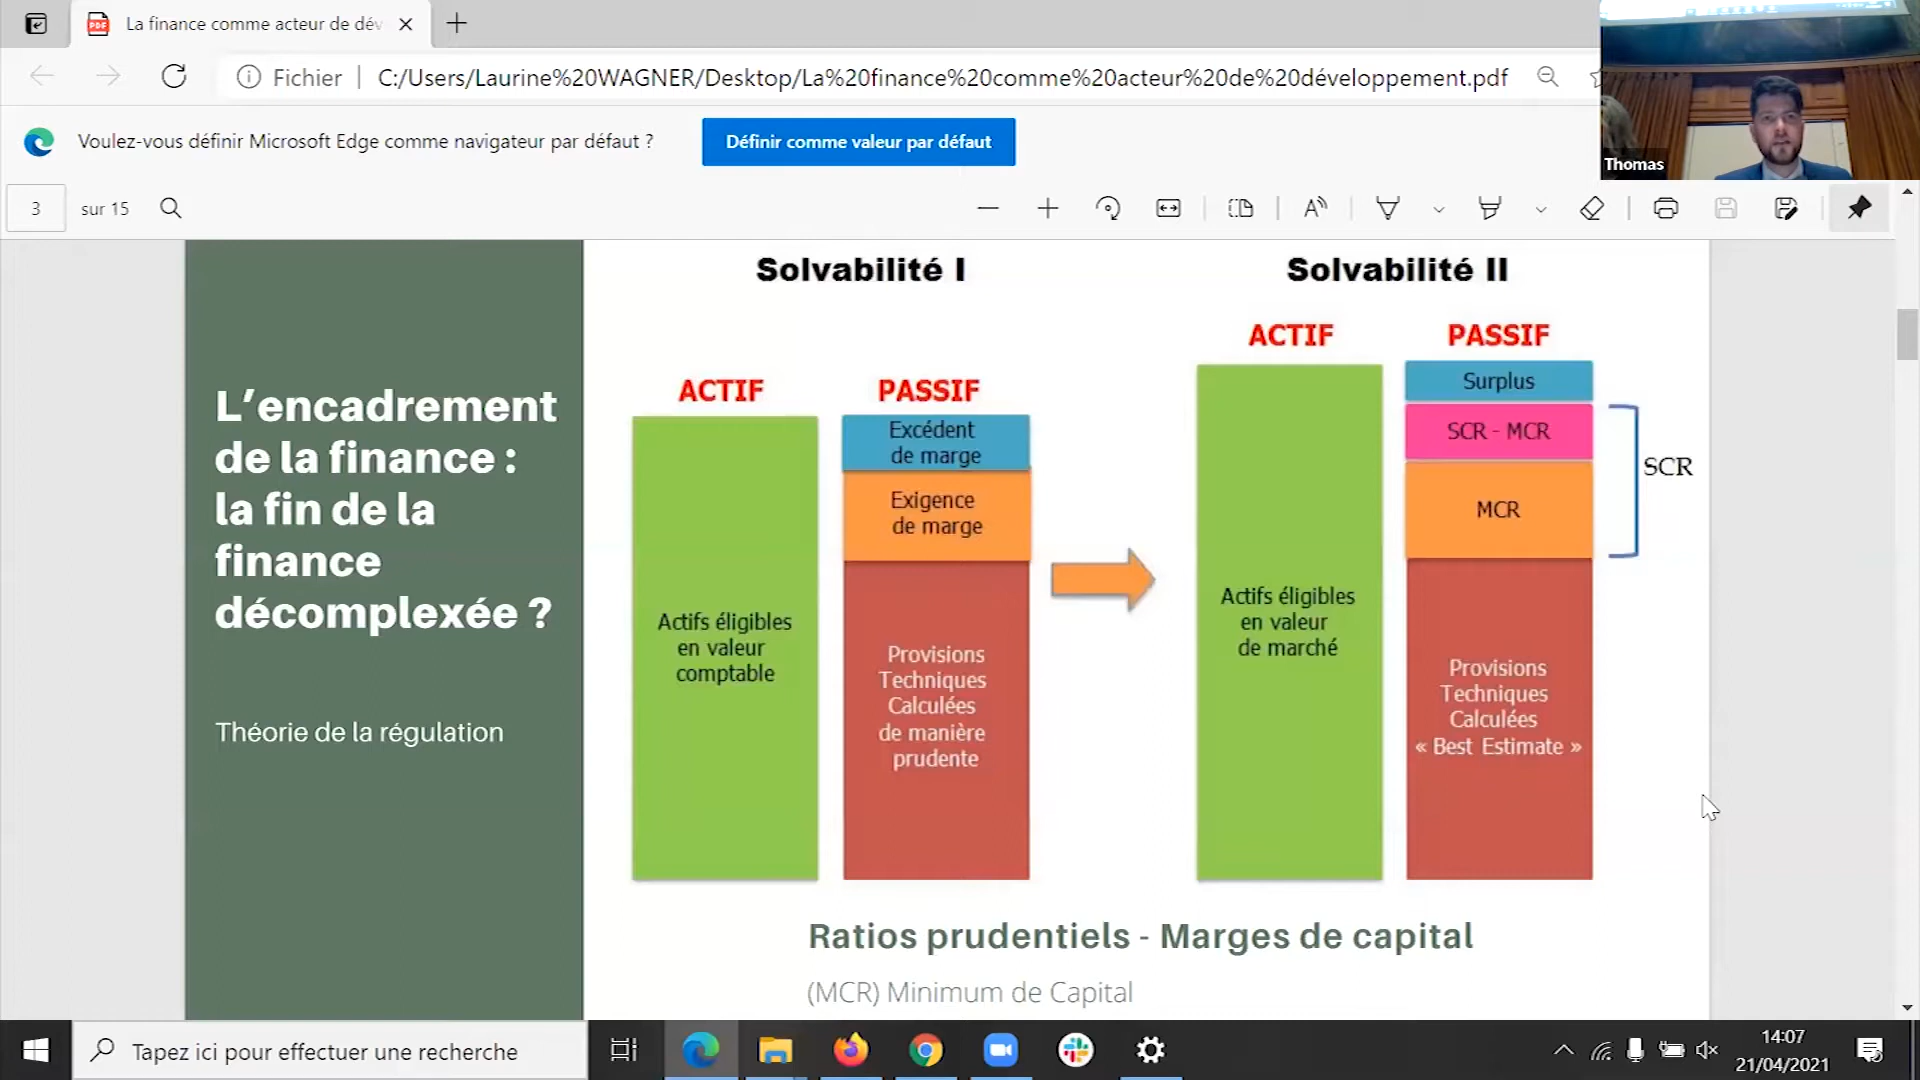 La finance comme acteur de dév
Fichier
C:/Users/Laurine%20WAGNER/Desktop/La%20finance%20comme%20acteur%20de%20développement.pdf
Voulez-vous définir Microsoft Edge comme navigateur par défaut ?
Définir comme valeur par défaut
Thomas
3
sur 15
L’encadrement
de la finance :
la fin de la
finance
décomplexée ?
Théorie de la régulation
Solvabilité I
ACTIF
PASSIF
Actifs éligibles
en valeur
comptable
Excédent
de marge
Exigence
de marge
Provisions
Techniques
Calculées
de manière
prudente
Solvabilité II
ACTIF
PASSIF
Actifs éligibles
en valeur
de marché
Surplus
SCR - MCR
MCR
SCR
Provisions
Techniques
Calculées
« Best Estimate »
Ratios prudentiels - Marges de capital
(MCR) Minimum de Capital
Tapez ici pour effectuer une recherche
14:07
21/04/2021